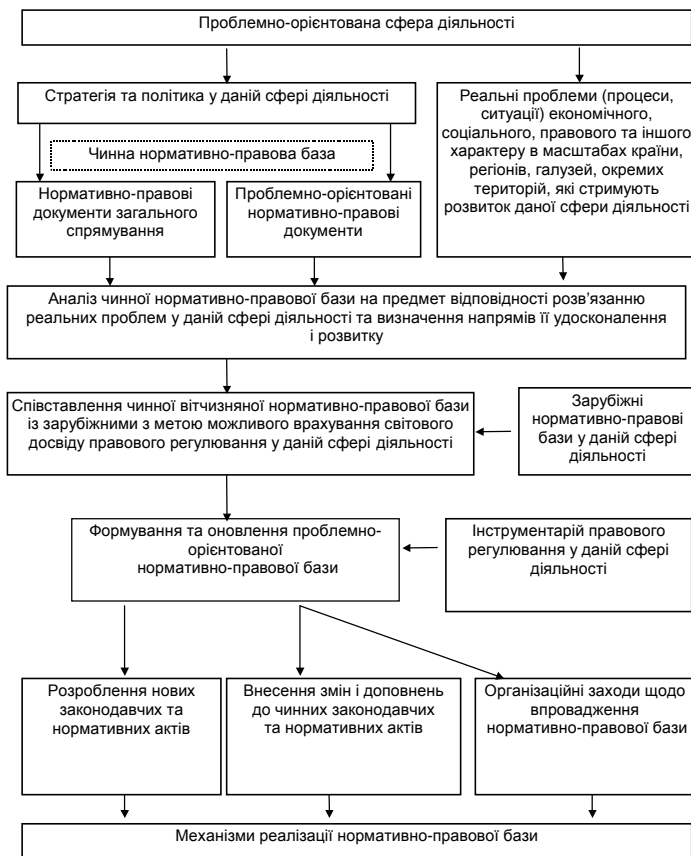 Проблемно-орієнтована сфера діяльності
Стратегія та політика у даній сфері діяльності
Реальні проблеми (процеси,
ситуації) економічного,
соціального, правового та іншого
характеру в масштабах країни,
регіонів, галузей, окремих
територій, які стримують
розвиток даної сфери діяльності
Чинна нормативно-правова база
Нормативно-правові
документи загального
спрямування
Проблемно-орієнтовані
нормативно-правові
документи
Аналіз чинної нормативно-правової бази на предмет відповідності розв'язанню
реальних проблем у даній сфері діяльності та визначення напрямів її удосконалення
і розвитку
Співставлення чинної вітчизняної нормативно-правової бази
із зарубіжними з метою можливого врахування світового
досвіду правового регулювання у даній сфері діяльності
Зарубіжні
нормативно-правові
бази у даній сфері
діяльності
Формування та оновлення проблемно-
орієнтованої
нормативно-правової бази
Інструментарій правового
регулювання у даній сфері
діяльності
Розроблення нових
законодавчих та
нормативних актів
Внесення змін і доповнень
до чинних законодавчих
та нормативних актів
Організаційні заходи щодо
впровадження
нормативно-правової бази
Механізми реалізації нормативно-правової бази